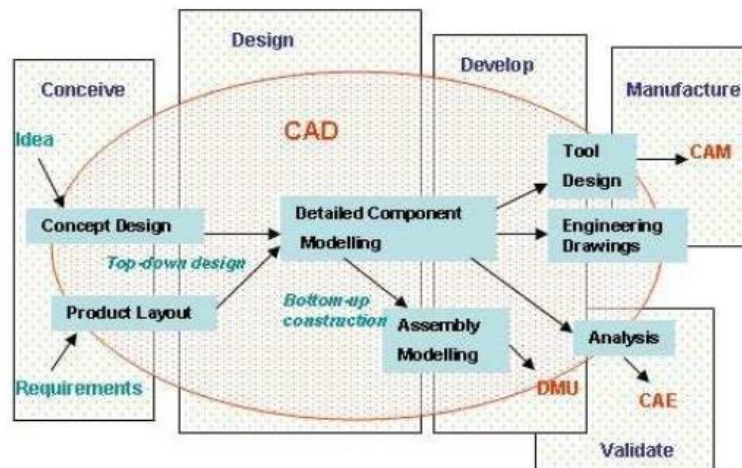 Design
Develop
Conceive
Manufacture
CAD
Idea
Tool
Design
CAM
Concept Design
Detailed Component
Modelling
Engineering
Drawings
Top-down design
Product Layout
Bottom-up
construction
Assembly
Modelling
Analysis
Requirements
DMU
CAE
Validate